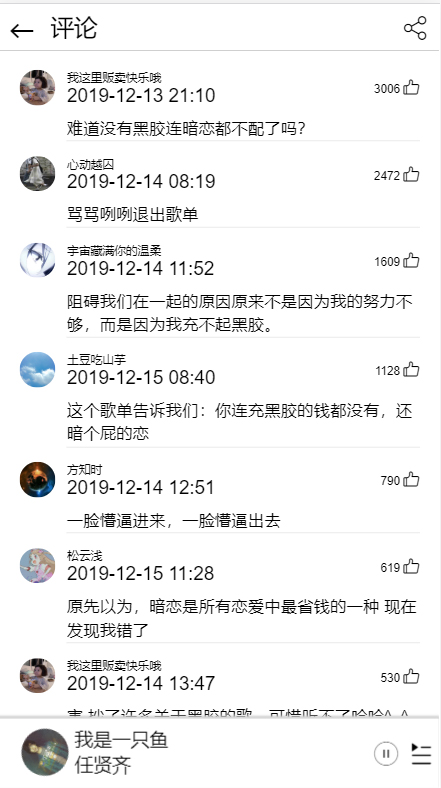 评论
我这里贩卖快乐哦
2019-12-13 21:10
3006
难道没有黑胶连暗恋都不配了吗？
心动越囚
2019-12-14 08:19
2472
骂骂咧咧退出歌单
宇宙藏满你的温柔
2019-12-14 11:52
1609
阻碍我们在一起的原因原来不是因为我的努力不
够，而是因为我充不起黑胶。
土豆吃山芋
2019-12-15 08:40
1128
这个歌单告诉我们：你连充黑胶的钱都没有，还
暗个屁的恋
方知时
2019-12-14 12:51
790
一脸懵逼进来，一脸懵逼出去
松云浅
2019-12-15 11:28
619
原先以为，暗恋是所有恋爱中最省钱的一种 现在
发现我错了
我这里贩卖快乐哦
2019-12-14 13:47
530
我是一只鱼
任贤齐